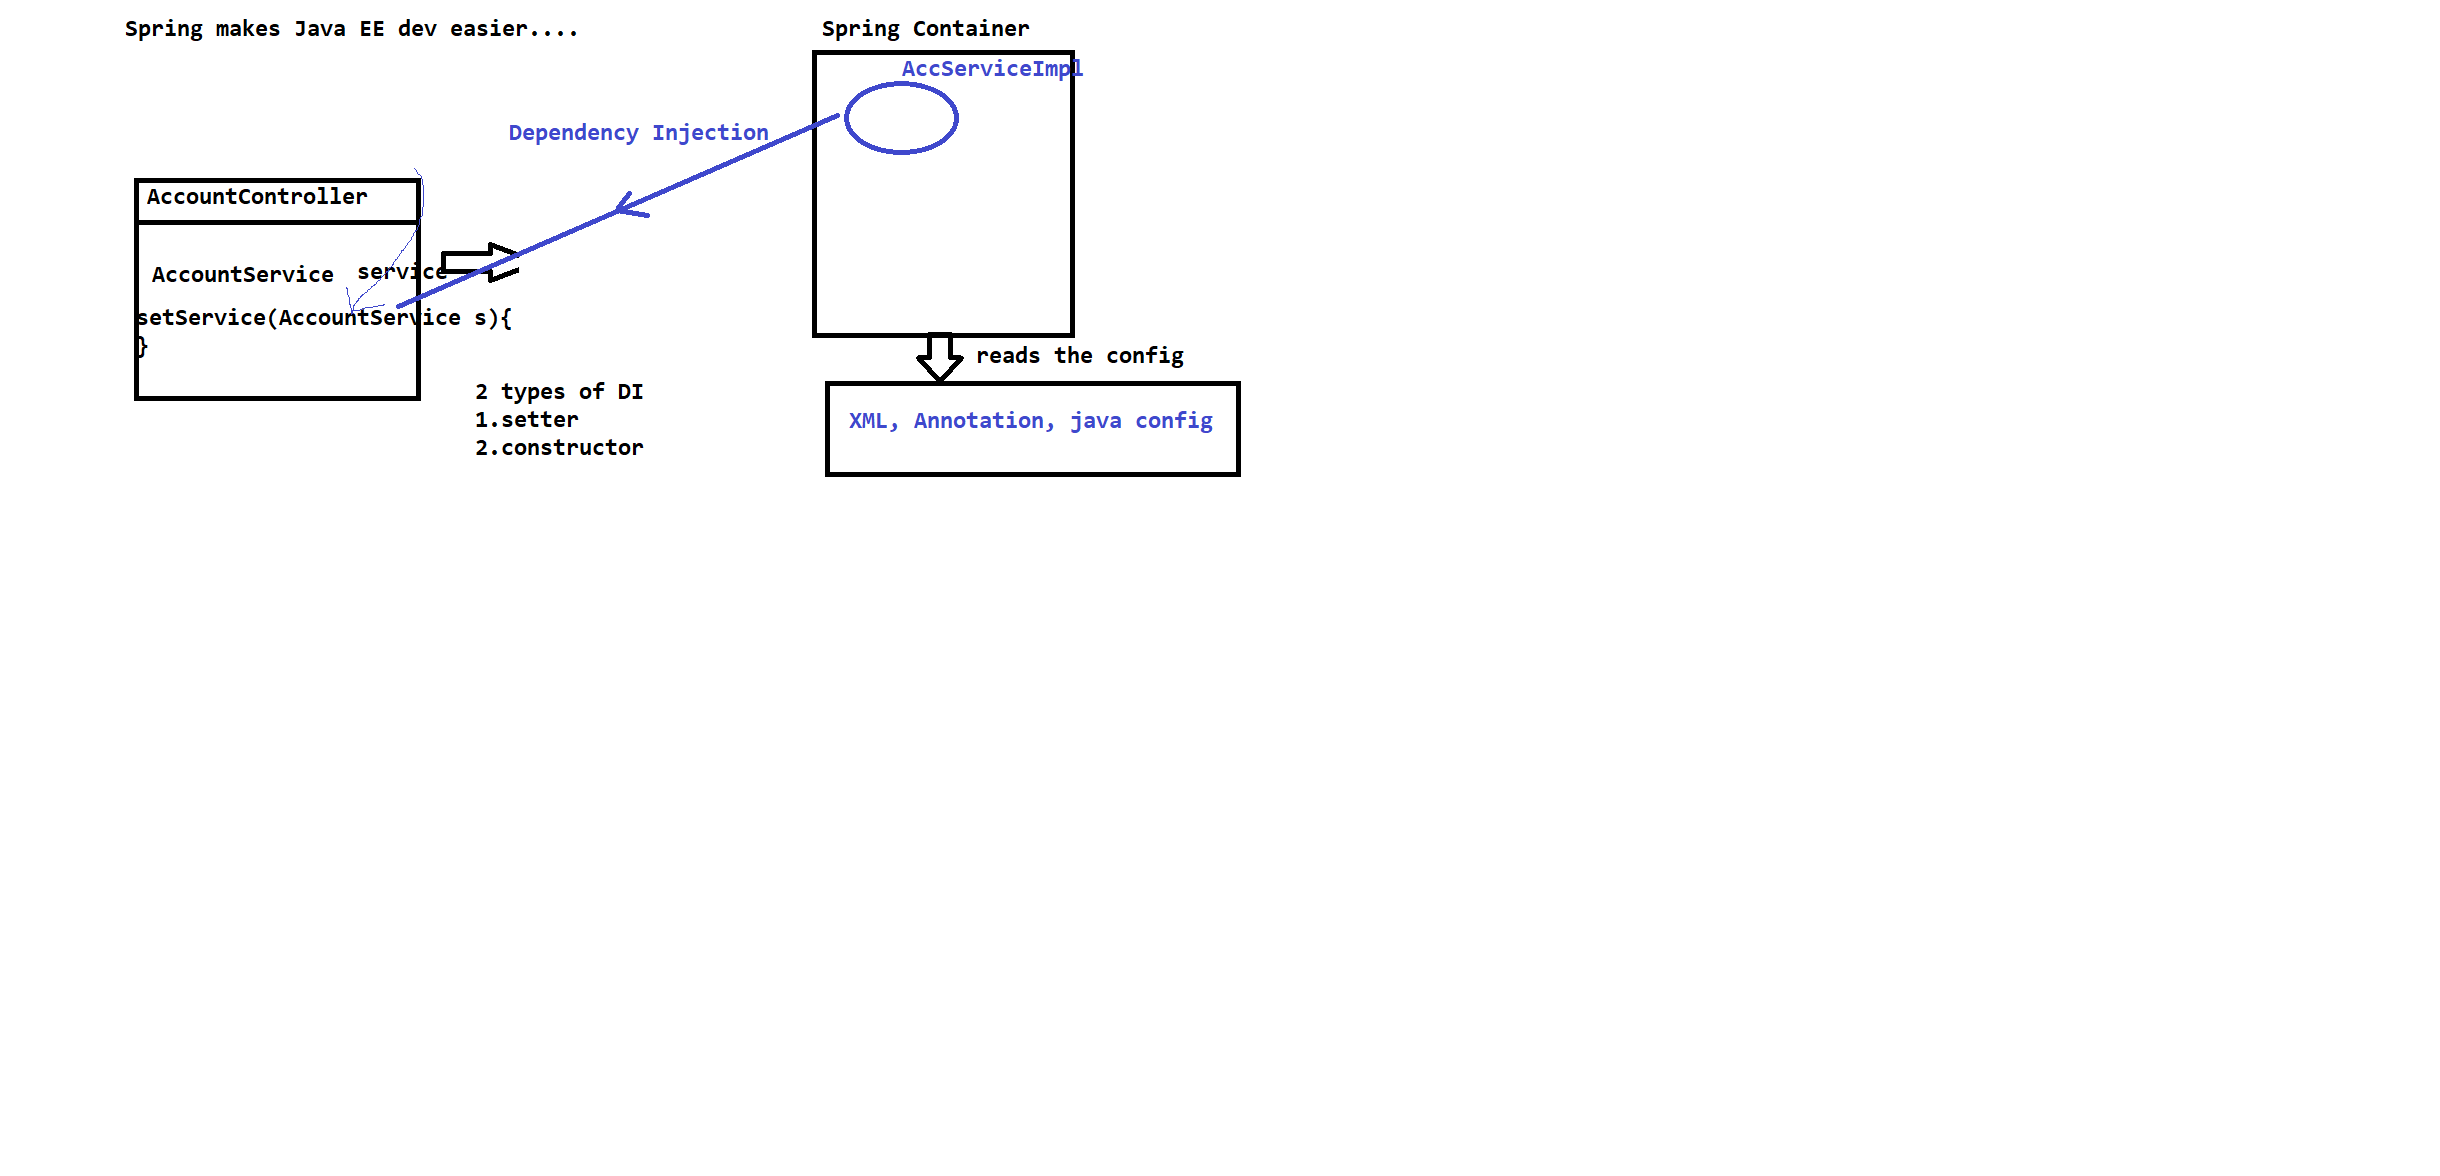 Spring makes Java EE dev easier....
Spring Container
AccServiceImpl
Dependency Injection
AccountController
AccountService service
setService(AccountService s){
}
reads the config
2 types of DI
1.setter
2.constructor
XML, Annotation, java config